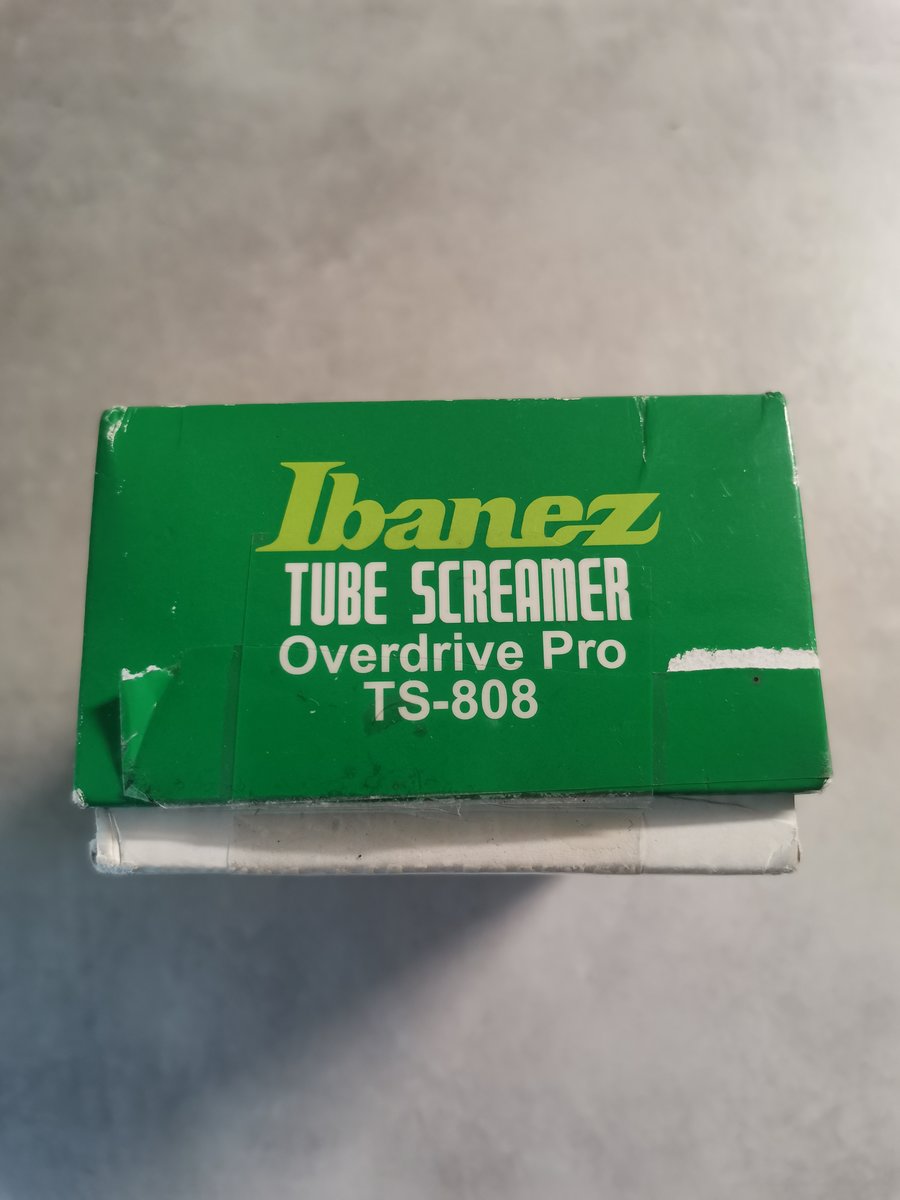 Ibanez
TUBE SCREAMER
Overdrive Pro
TS-808